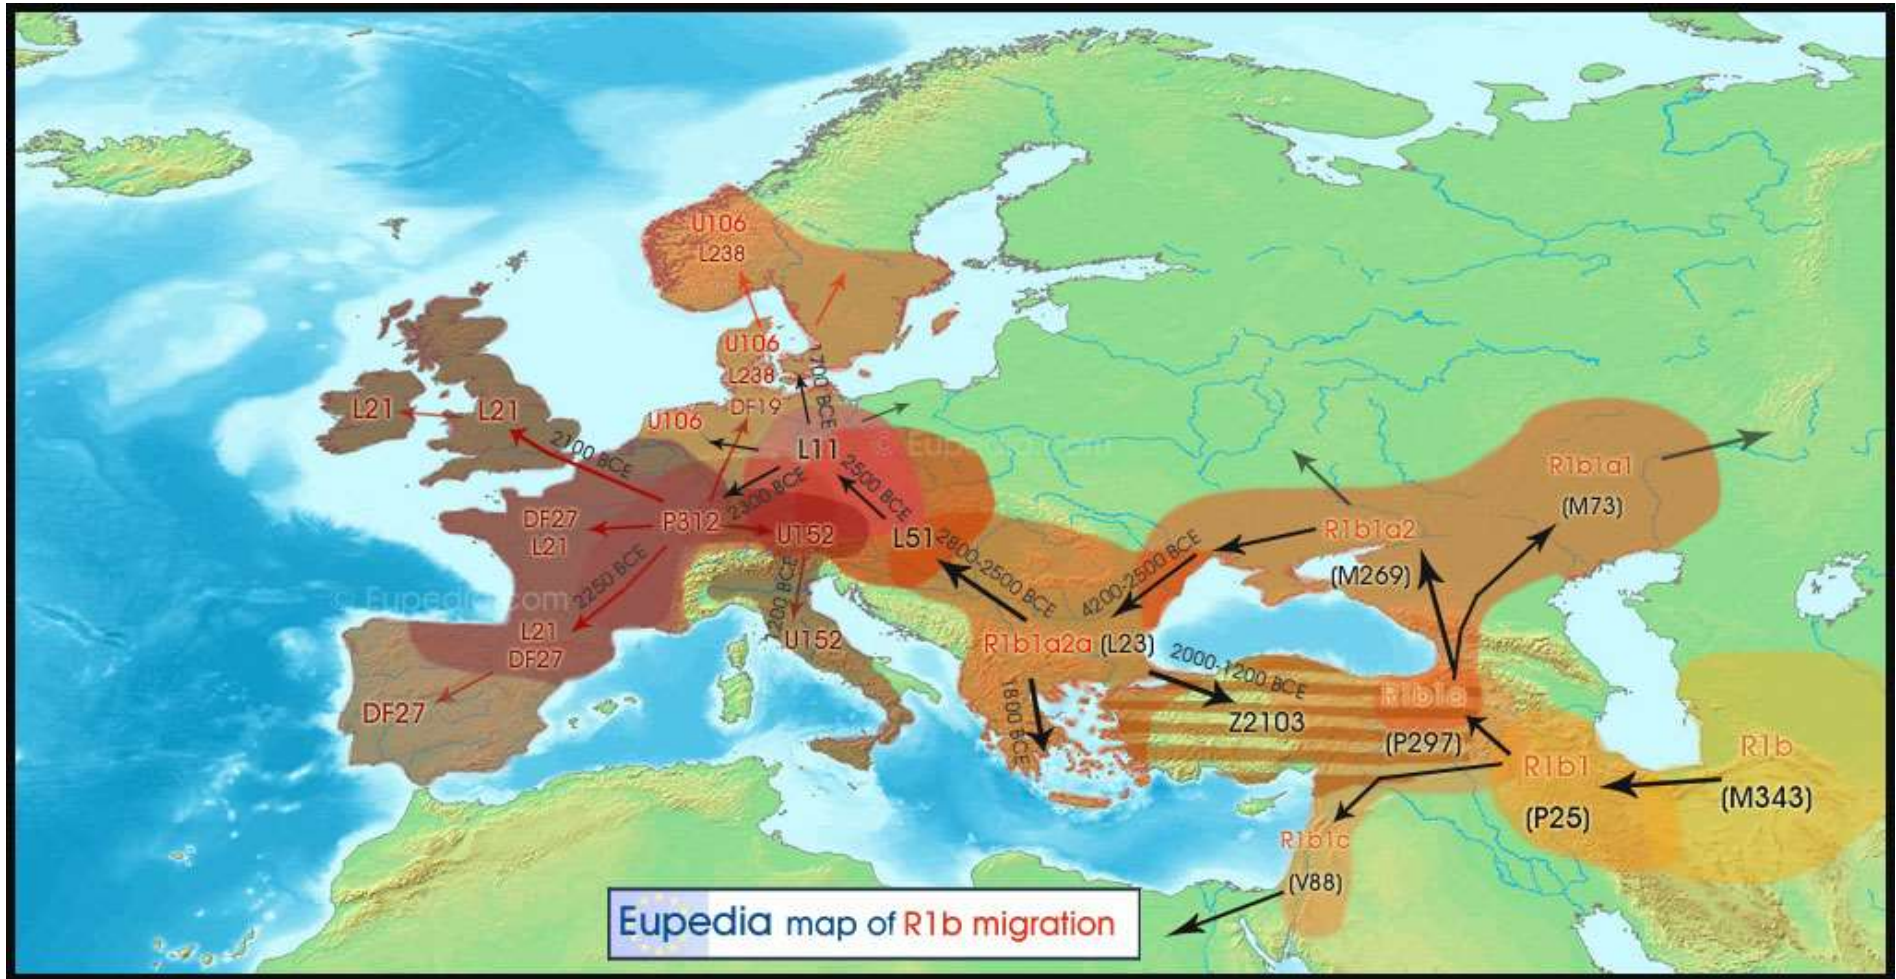 U106
L238
U106
L238
1700 BCE
DF19
U106
L21
L21
L11
© Eupedia.com
2100 BCE
2500 BCE
2300 BCE
R1b1a1
(M73)
DF27
L21
P312
U152
L51
2800-2500 BCE
4200-2500 BCE
R1b1a2
(M269)
2250 BCE
© Eupedia.com
L21
DF27
U152
R1b1a2a (L23)
2000-1200 BCE
1800 BCE
R1b1a
(P297)
Z2103
DF27
R1b1
(P25)
R1b
(M343)
R1b1c
(V88)
Eupedia map of R1b migration